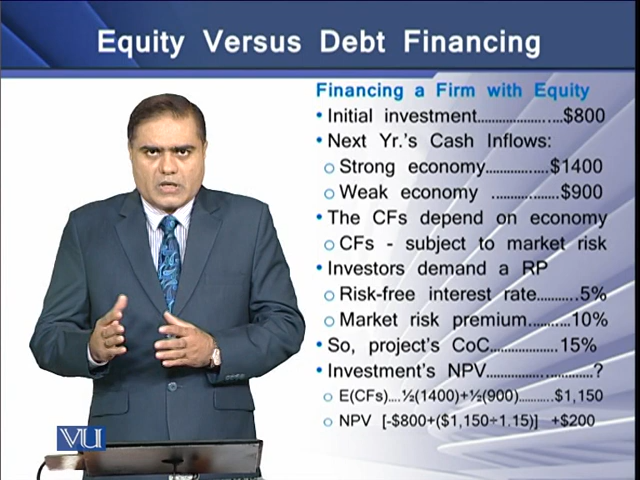 Equity Versus Debt Financing
Financing a Firm with Equity
• Initial investment......................$800
• Next Yr.'s Cash Inflows:
o Strong economy...............$1400
o Weak economy ...............$900
• The CFs depend on economy
o CFs - subject to market risk
• Investors demand a RP
o Risk-free interest rate...........5%
o Market risk premium...........10%
• So, project's CoC....................15%
• Investment's NPV........................?
o E(CFs)....½(1400)+½(900)...........$1,150
o NPV [-$800+($1,150÷1.15)] +$200
VU